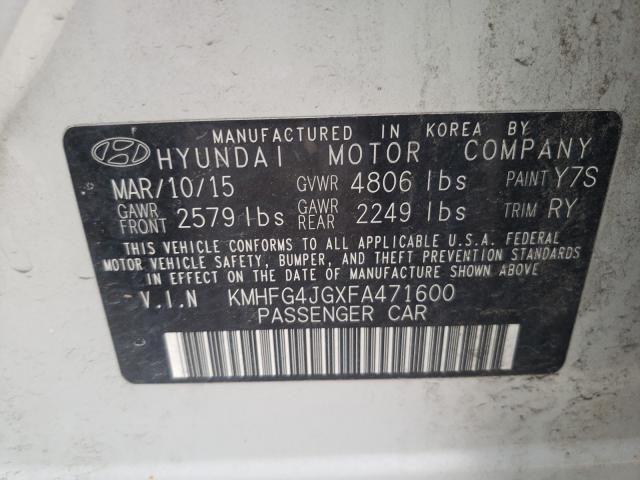 MANUFACTURED IN KOREA BY
HYUNDAI MOTOR COMPANY
MAR/10/15 GVWR 4806 lbs PAINT Y7S
GAWR FRONT 2579 lbs GAWR REAR 2249 lbs TRIM RY
THIS VEHICLE CONFORMS TO ALL APPLICABLE U.S.A. FEDERAL
MOTOR VEHICLE SAFETY, BUMPER, AND THEFT PREVENTION STANDARDS
IN EFFECT ON THE DATE OF MANUFACTURE SHOWN ABOVE.
V.I.N KMHFG4JGXFA471600
PASSENGER CAR